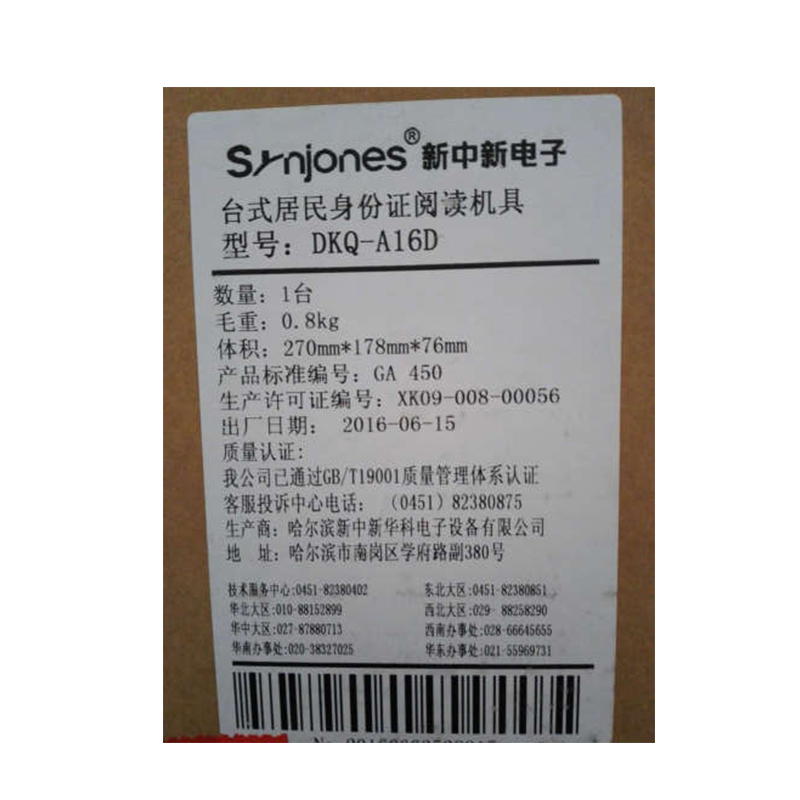 Synjones® 新中新电子
台式居民身份证阅读机具
型号：DKQ-A16D
数量：1台
毛重：0.8kg
体积：270mm*178mm*76mm
产品标准编号：GA 450
生产许可证编号：XK09-008-00056
出厂日期： 2016-06-15
质量认证:
我公司已通过GB/T19001质量管理体系认证
客服投诉中心电话：（0451）82380875
生产商：哈尔滨新中新华科电子设备有限公司
地 址：哈尔滨市南岗区学府路副380号
技术服务中心:0451-82380402 东北大区:0451-82380851
华北大区:010-88152899 西北大区:029- 88258290
华中大区:027-87880713 西南办事处:028-66645655
华南办事处:020-38327025 华东办事处:021-55969731